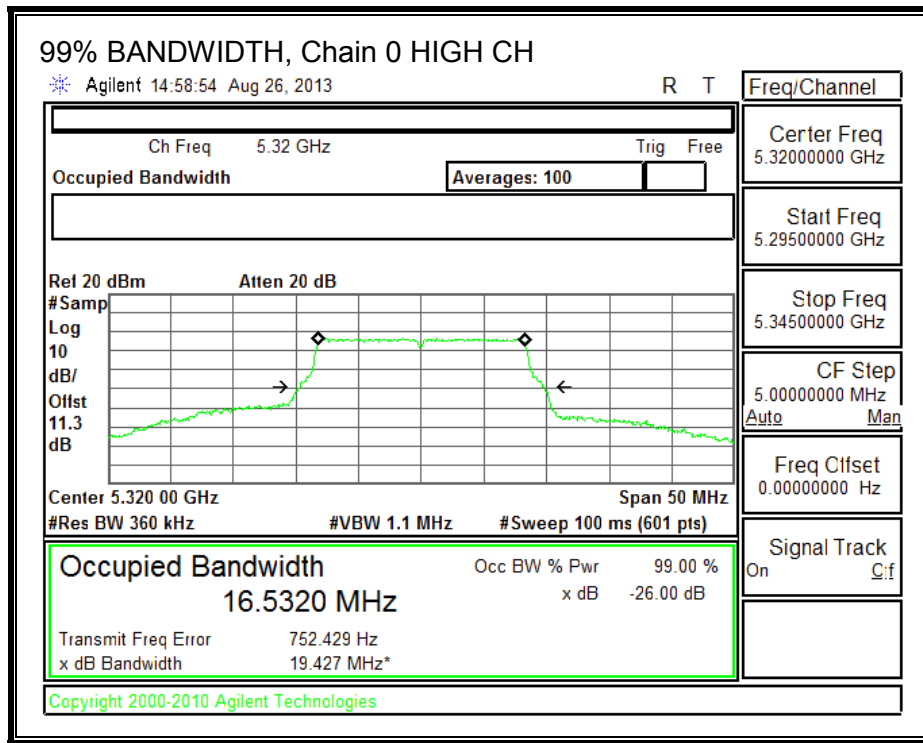 99% BANDWIDTH, Chain 0 HIGH CH
Agilent 14:58:54 Aug 26, 2013 R T
Freq/Channel
Ch Freq 5.32 GHz Trig Free
Occupied Bandwidth Averages: 100
Center Freq
5.32000000 GHz
Start Freq
5.29500000 GHz
Stop Freq
5.34500000 GHz
CF Step
5.00000000 MHz
Auto Man
Freq Offset
0.00000000 Hz
Signal Track
On Off
Ref 20 dBm Atten 20 dB
#Samp
Log
10
dB/
Offst
11.3
dB
Center 5.320 00 GHz Span 50 MHz
#Res BW 360 kHz #VBW 1.1 MHz #Sweep 100 ms (601 pts)
Occupied Bandwidth
16.5320 MHz
Occ BW % Pwr 99.00 %
x dB -26.00 dB
Transmit Freq Error 752.429 Hz
x dB Bandwidth 19.427 MHz*
Copyright 2000-2010 Agilent Technologies